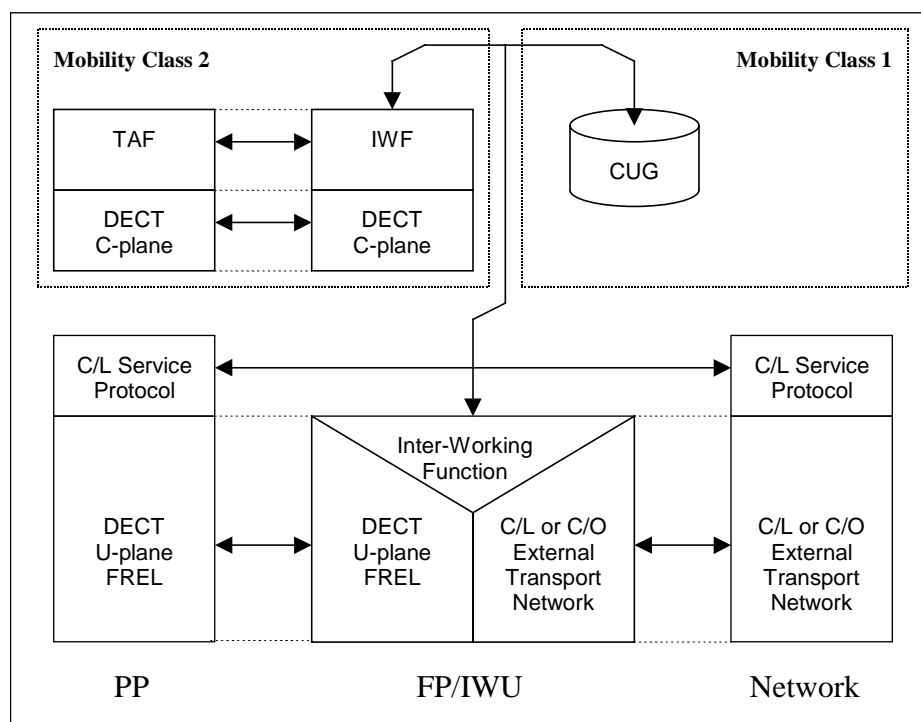 Mobility Class 2
Mobility Class 1
TAF
IWF
CUG
DECT
C-plane
DECT
C-plane
C/L Service
Protocol
C/L Service
Protocol
Inter-Working
Function
DECT
U-plane
FREL
DECT
U-plane
FREL
C/L or C/O
External
Transport
Network
C/L or C/O
External
Transport
Network
PP
FP/IWU
Network